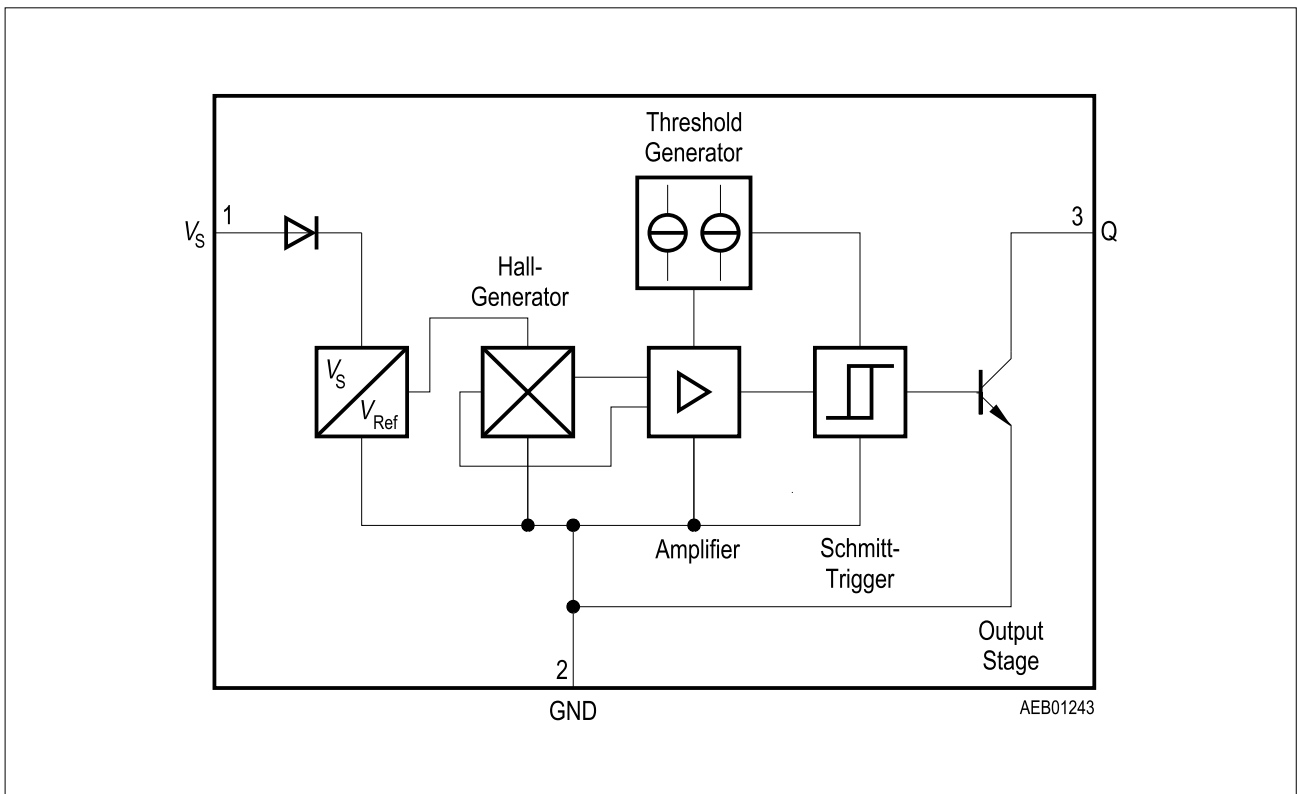 Threshold
Generator
1
V_S
3
Q
Hall-
Generator
V_S
V_Ref
Amplifier
Schmitt-
Trigger
Output
Stage
2
GND
AEB01243